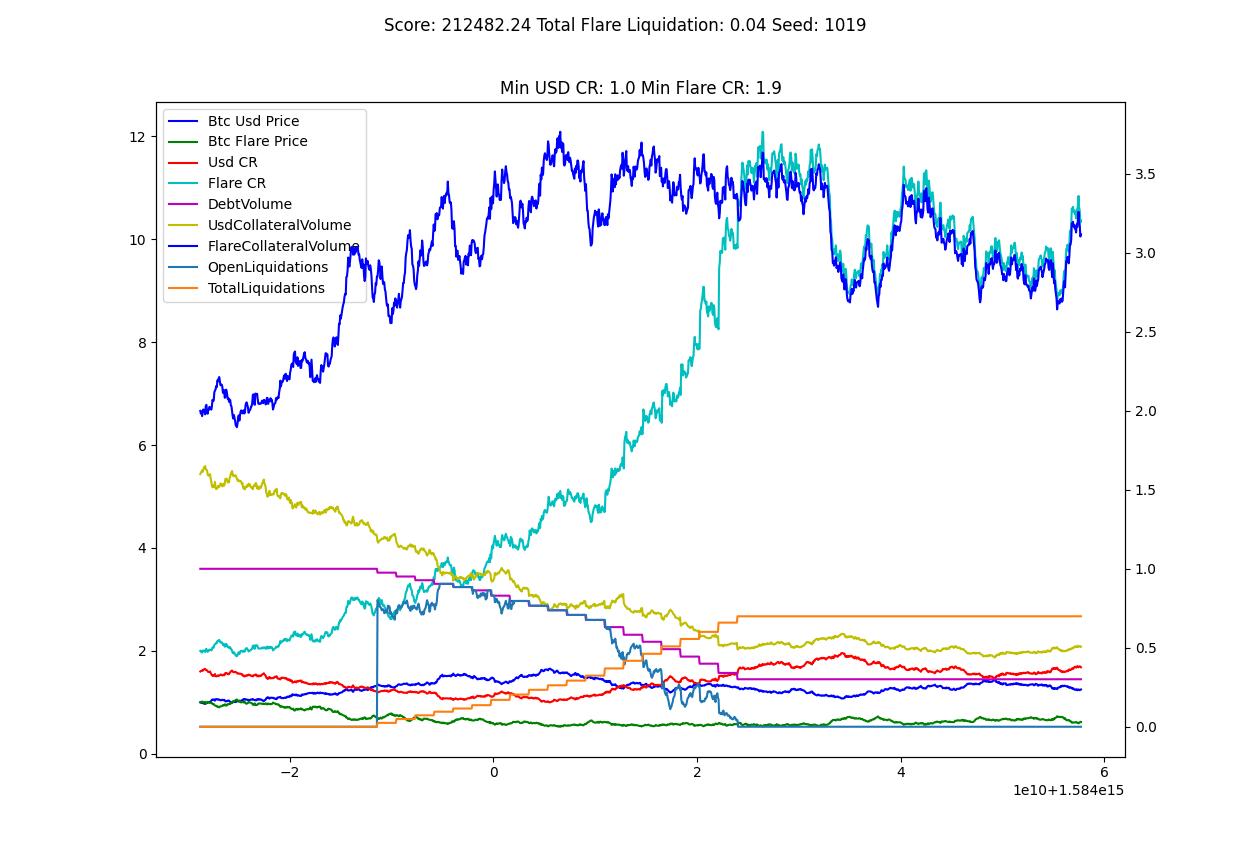 Score: 212482.24 Total Flare Liquidation: 0.04 Seed: 1019
Min USD CR: 1.0 Min Flare CR: 1.9
Btc Usd Price
Btc Flare Price
Usd CR
Flare CR
DebtVolume
UsdCollateralVolume
FlareCollateralVolume
OpenLiquidations
TotalLiquidations
12
10
8
6
4
2
0
3.5
3.0
2.5
2.0
1.5
1.0
0.5
0.0
−2
0
2
4
6
1e10+1.584e15